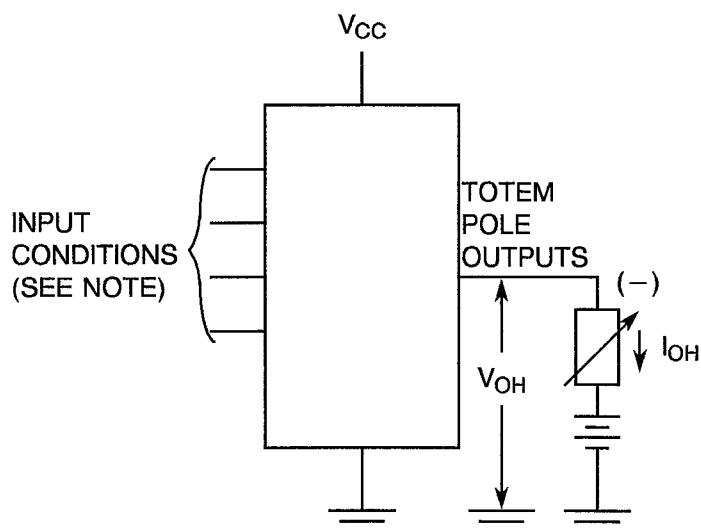 VCC
INPUT
CONDITIONS
(SEE NOTE)
TOTEM
POLE
OUTPUTS
(−)
IOH
VOH